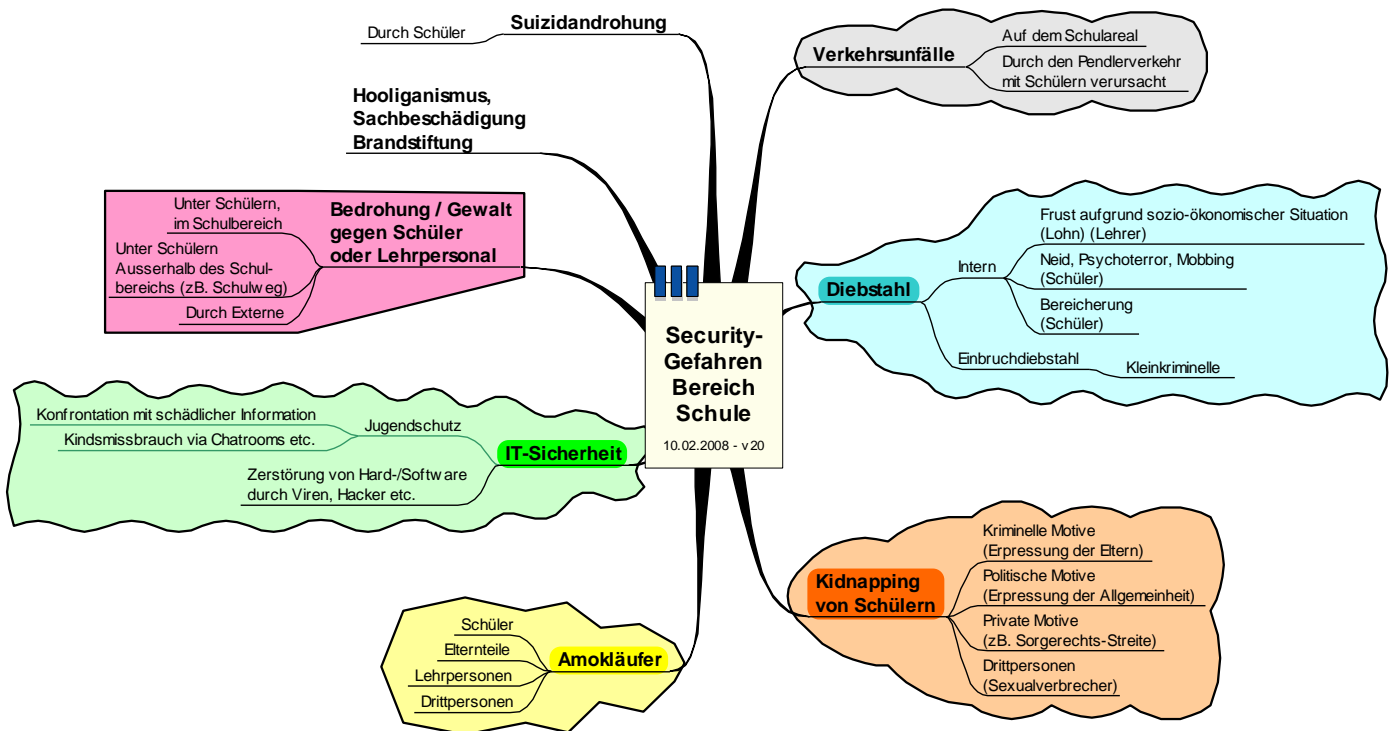 Security-
Gefahren
Bereich
Schule
10.02.2008 - v20
Verkehrsunfälle
Auf dem Schulareal
Durch den Pendlerverkehr
mit Schülern verursacht
Diebstahl
Intern
Frust aufgrund sozio-ökonomischer Situation
(Lohn) (Lehrer)
Neid, Psychoterror, Mobbing
(Schüler)
Bereicherung
(Schüler)
Einbruchdiebstahl
Kleinkriminelle
Kidnapping
von Schülern
Kriminelle Motive
(Erpressung der Eltern)
Politische Motive
(Erpressung der Allgemeinheit)
Private Motive
(zB. Sorgerechts-Streite)
Drittpersonen
(Sexualverbrecher)
Amokläufer
Schüler
Elternteile
Lehrpersonen
Drittpersonen
IT-Sicherheit
Jugendschutz
Konfrontation mit schädlicher Information
Kindsmissbrauch via Chatrooms etc.
Zerstörung von Hard-/Software
durch Viren, Hacker etc.
Bedrohung / Gewalt
gegen Schüler
oder Lehrpersonal
Unter Schülern,
im Schulbereich
Unter Schülern
Ausserhalb des Schul-
bereichs (zB. Schulweg)
Durch Externe
Hooliganismus,
Sachbeschädigung
Brandstiftung
Suizidandrohung
Durch Schüler